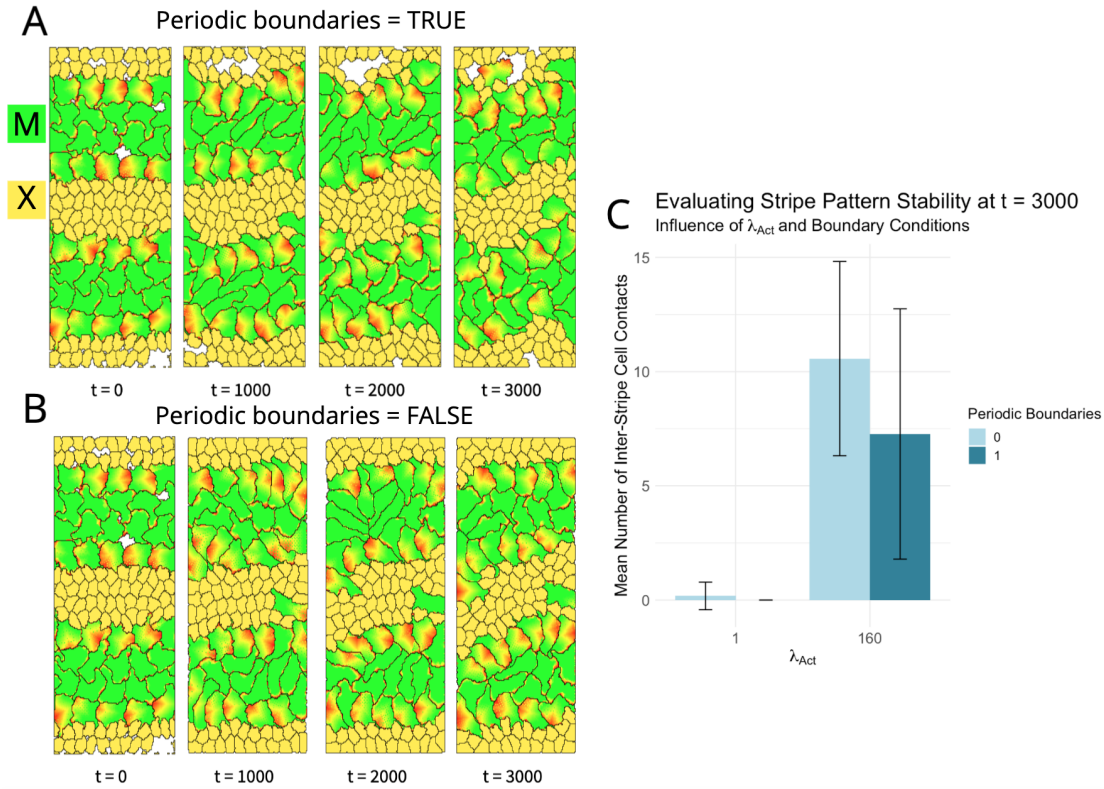 A
Periodic boundaries = TRUE
M
X
t = 0
t = 1000
t = 2000
t = 3000
B
Periodic boundaries = FALSE
t = 0
t = 1000
t = 2000
t = 3000
C
Evaluating Stripe Pattern Stability at t = 3000
Influence of λAct and Boundary Conditions
Mean Number of Inter-Stripe Cell Contacts
15
10
5
0
1
160
λAct
Periodic Boundaries
0
1